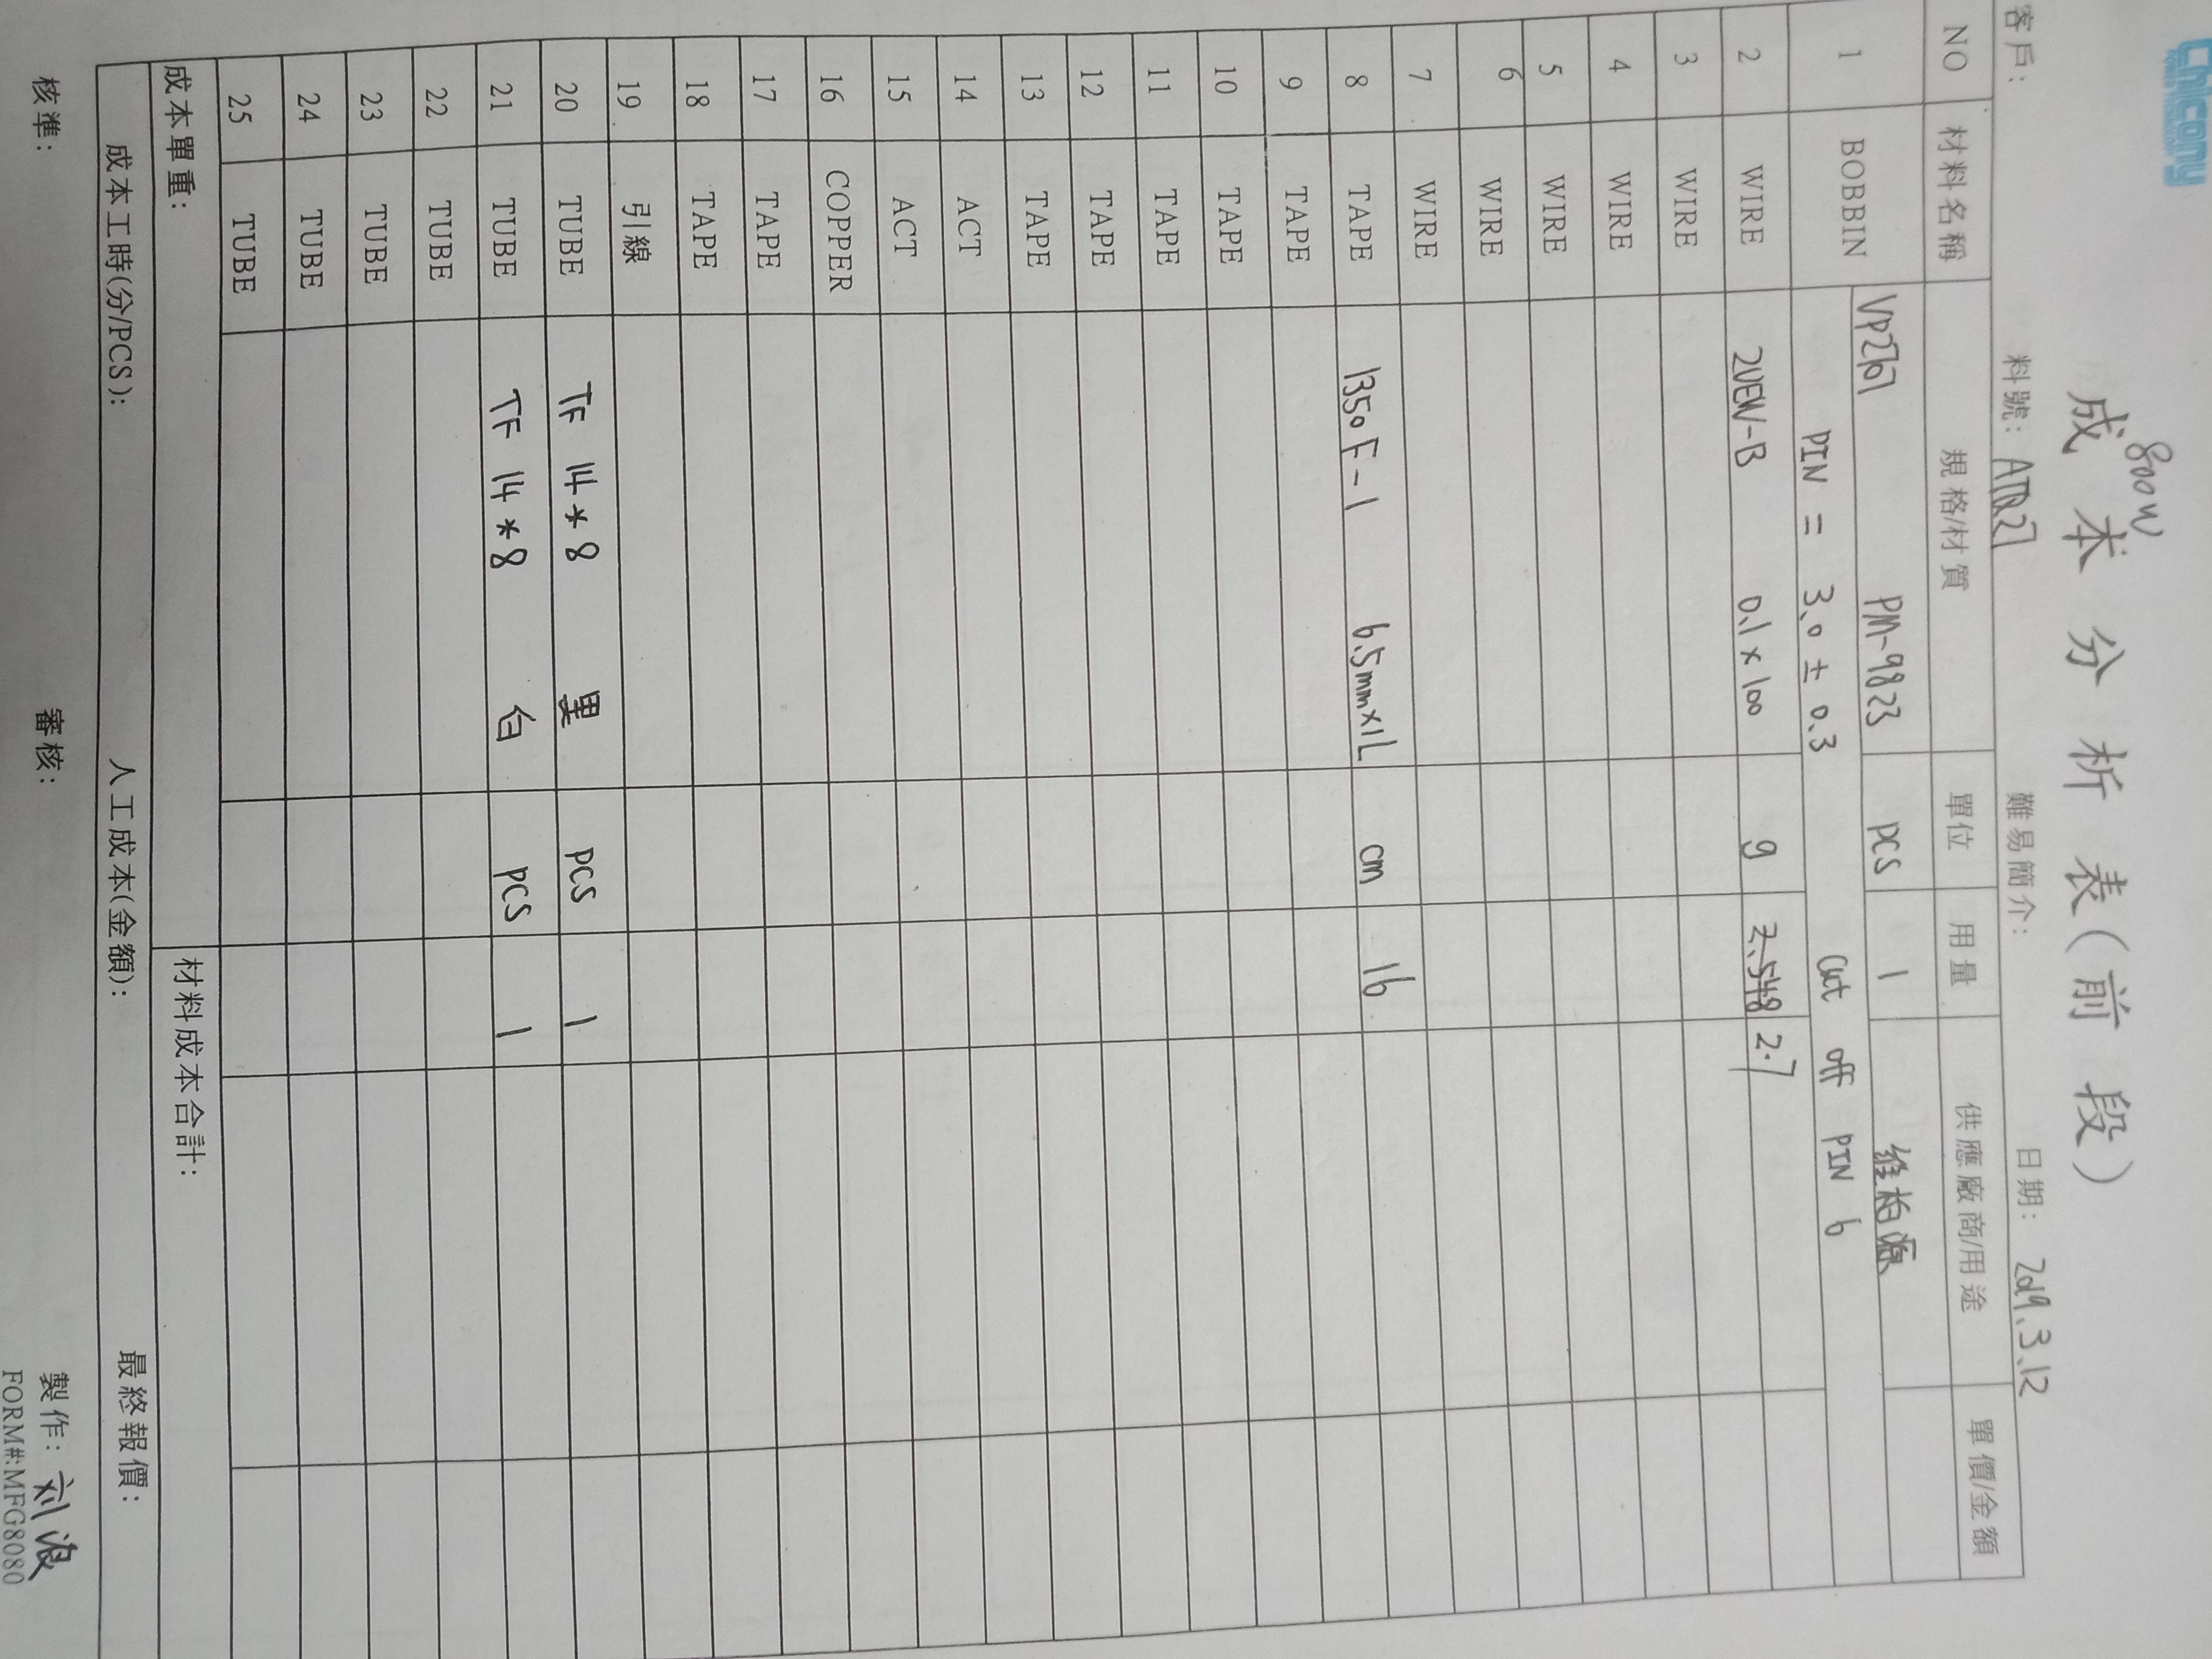 Chicony
800W
成本分析表(前段)
客戶: 料號: ATQ27 難易簡介: 日期: 2019.3.12
NO 材料名稱 規格/材質 單位 用量 供應廠商/用途 單價/金額
1 BOBBIN VP2767 PM-9823 PCS 1 維柏源
PIN = 3.0 ± 0.3 cut off PIN 6
2 WIRE 2UEW-B 0.1×100 g 2.548 2.7
3 WIRE
4 WIRE
5 WIRE
6 WIRE
7 WIRE
8 TAPE 1350F-1 6.5mm×1L cm 16
9 TAPE
10 TAPE
11 TAPE
12 TAPE
13 TAPE
14 ACT
15 ACT
16 COPPER
17 TAPE
18 TAPE
19 引線
20 TUBE TF 14*8 黑 PCS 1
21 TUBE TF 14*8 白 PCS 1
22 TUBE
23 TUBE
24 TUBE
25 TUBE
成本單重: 材料成本合計:
成本工時(分/PCS): 人工成本(金額): 最終報價:
核準: 審核: 製作: 刘浪
FORM#:MFG8080